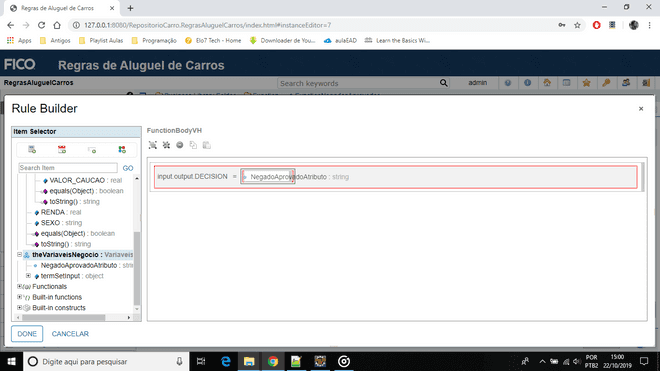 Regras de Aluguel de Carros
127.0.0.1:8080/RepositorioCarro.RegrasAluguelCarros/index.html#instanceEditor=7
Apps
Antigos
Playlist Aulas
Programação
Elo7 Tech - Home
Downloader de You...
aulaEAD
Learn the Basics Wi...
FICO
Regras de Aluguel de Carros
RegrasAluguelCarros
Search keywords
admin
Rule Builder
Item Selector
FunctionBodyVH
Search Item
GO
VALOR_CAUCAO : real
equals(Object) : boolean
toString() : string
RENDA : real
SEXO : string
equals(Object) : boolean
toString() : string
theVariaveisNegocio : Variaveis
NegadoAprovadoAtributo : strin
termSetInput : object
Functionals
Built-in functions
Built-in constructs
input.output.DECISION = NegadoAprovadoAtributo : string
DONE
CANCELAR
Digite aqui para pesquisar
POR
PTB2
15:00
22/10/2019